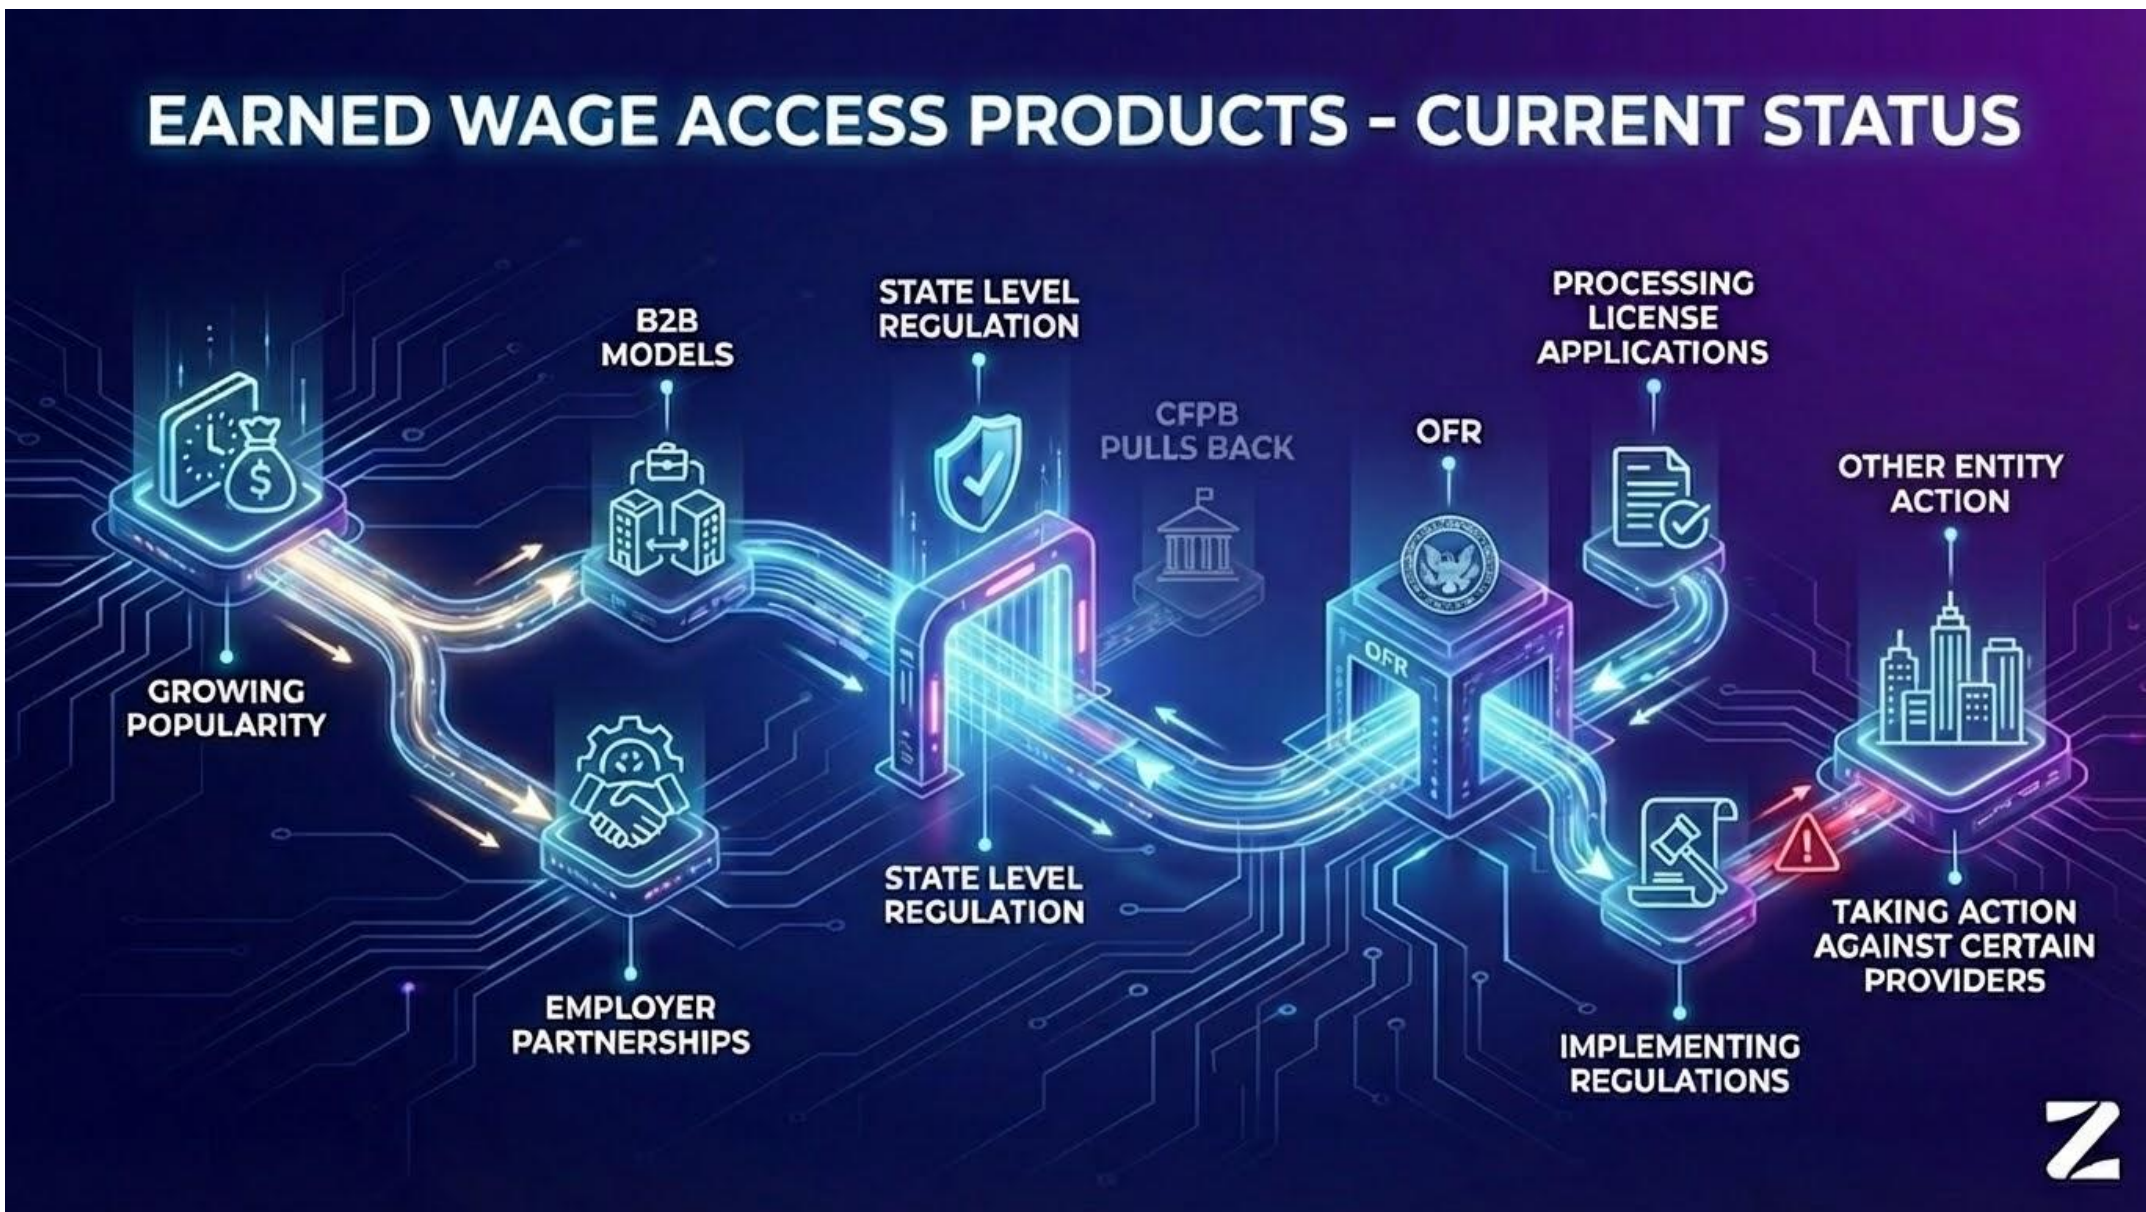 EARNED WAGE ACCESS PRODUCTS - CURRENT STATUS
GROWING
POPULARITY
B2B
MODELS
EMPLOYER
PARTNERSHIPS
STATE LEVEL
REGULATION
STATE LEVEL
REGULATION
CFPB
PULLS BACK
OFR
OFR
PROCESSING
LICENSE
APPLICATIONS
IMPLEMENTING
REGULATIONS
OTHER ENTITY
ACTION
TAKING ACTION
AGAINST CERTAIN
PROVIDERS
Z